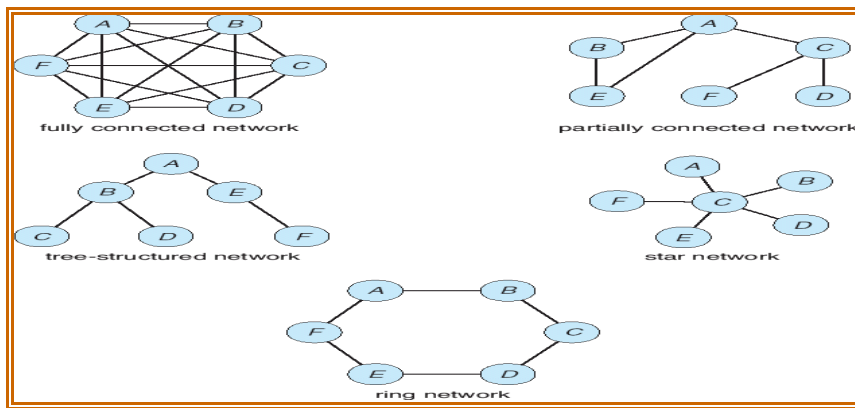 A B
F C
E D
fully connected network
A
B C
E F D
partially connected network
A
B E
C D F
tree-structured network
A
B
F C
D
E
star network
A B
F C
E D
ring network